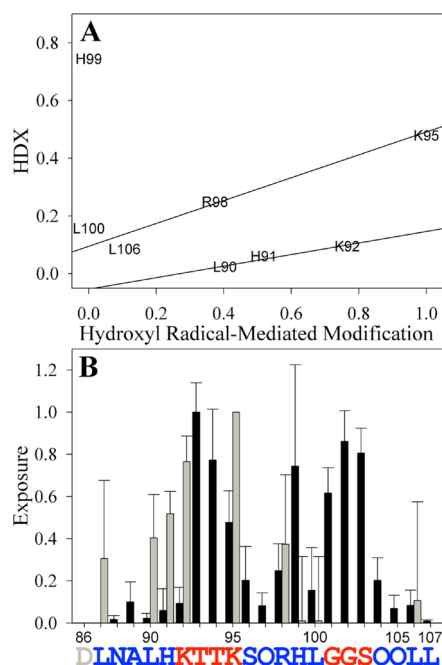 A
0.8
0.6
0.4
0.2
0.0
HDX
H99
K95
R98
L100
L106
H91
K92
L90
0.0 0.2 0.4 0.6 0.8 1.0
Hydroxyl Radical-Mediated Modification
B
1.2
1.0
0.8
0.6
0.4
0.2
0.0
Exposure
86 90 95 100 105 107
DLNALHKTTKSORHLGGSOOLL